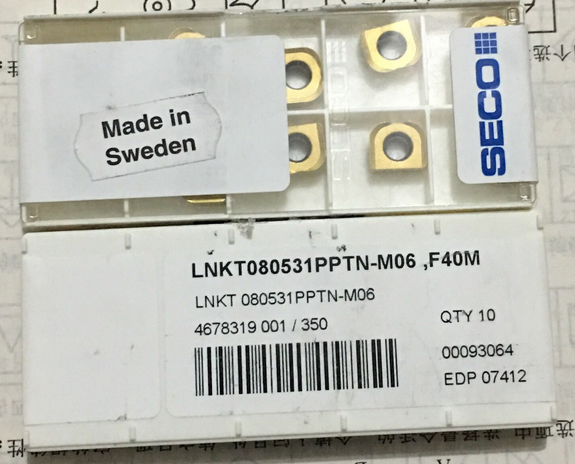 Made in
Sweden
SECO
LNKT080531PPTN-M06 ,F40M
LNKT 080531PPTN-M06
4678319 001 / 350
QTY 10
00093064
EDP 07412